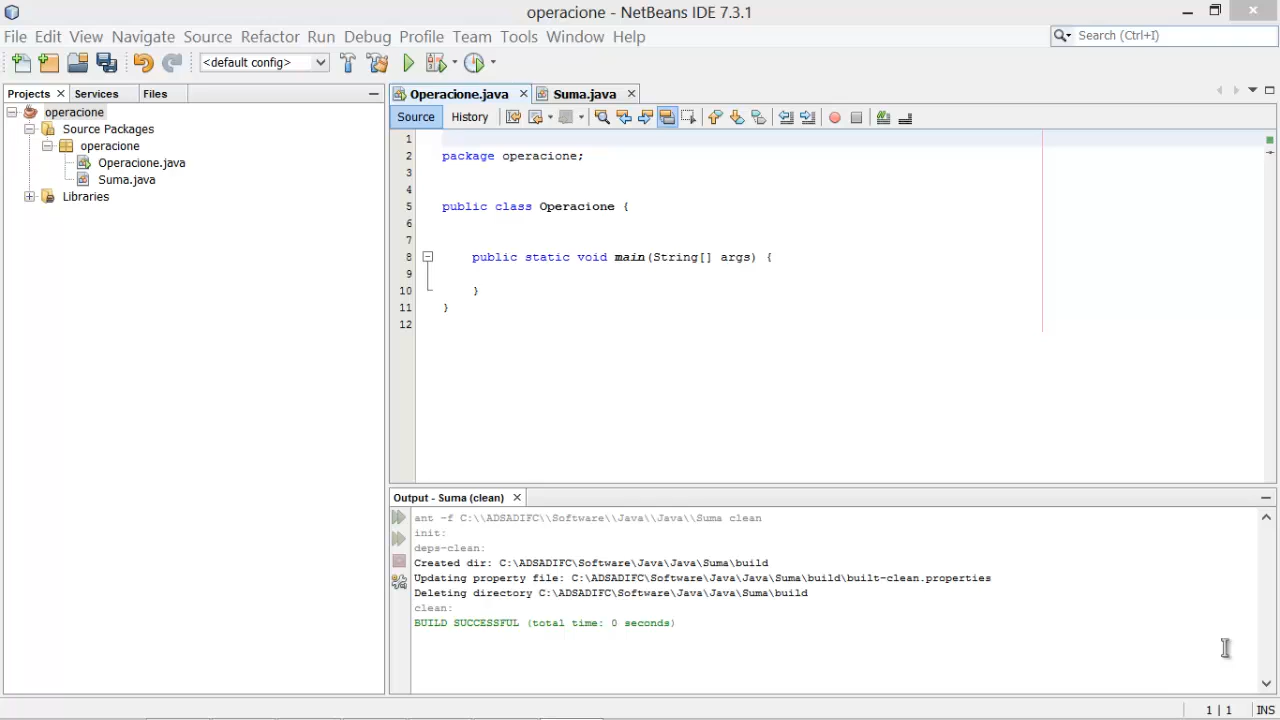 operacione - NetBeans IDE 7.3.1
File Edit View Navigate Source Refactor Run Debug Profile Team Tools Window Help
Search (Ctrl+I)
<default config>
Projects Services Files
Operacione.java Suma.java
Source History
operacione
Source Packages
operacione
Operacione.java
Suma.java
Libraries
1
2 package operacione;
3
4
5 public class Operacione {
6
7
8 public static void main(String[] args) {
9
10 }
11 }
12
Output - Suma (clean)
ant -f C:\\ADSADIFC\\Software\\Java\\Java\\Suma clean
init:
deps-clean:
Created dir: C:\ADSADIFC\Software\Java\Java\Suma\build
Updating property file: C:\ADSADIFC\Software\Java\Java\Suma\build\built-clean.properties
Deleting directory C:\ADSADIFC\Software\Java\Java\Suma\build
clean:
BUILD SUCCESSFUL (total time: 0 seconds)
1 | 1 INS